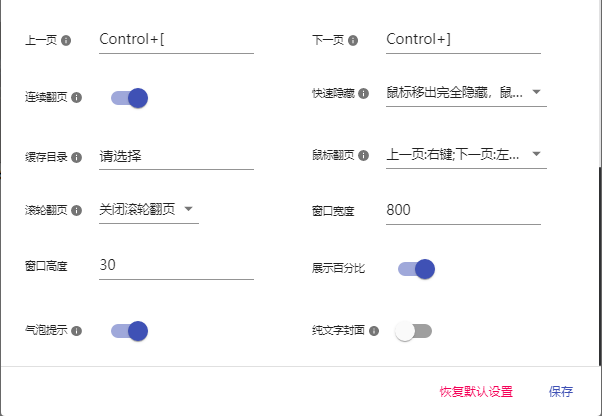 上一页 Control+[ 下一页 Control+]
连续翻页 快速隐藏 鼠标移出完全隐藏，鼠...
缓存目录 请选择 鼠标翻页 上一页:右键;下一页:左...
滚轮翻页 关闭滚轮翻页 窗口宽度 800
窗口高度 30 展示百分比
气泡提示 纯文字封面
恢复默认设置 保存